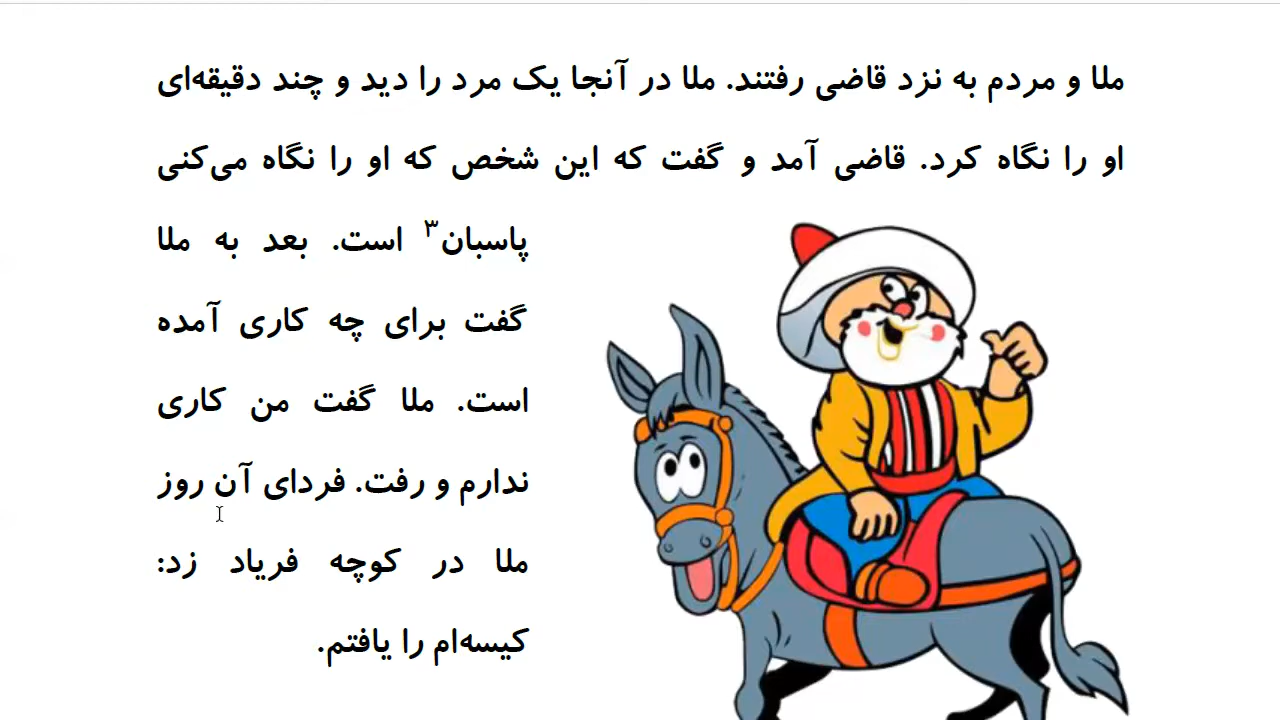 ملا و مردم به نزد قاضی رفتند. ملا در آنجا یک مرد را دید و چند دقیقه‌ای
او را نگاه کرد. قاضی آمد و گفت که این شخص که او را نگاه می‌کنی
پاسبان۳ است. بعد به ملا
گفت برای چه کاری آمده
است. ملا گفت من کاری
ندارم و رفت. فردای آن روز
ملا در کوچه فریاد زد:
کیسه‌ام را یافتم.